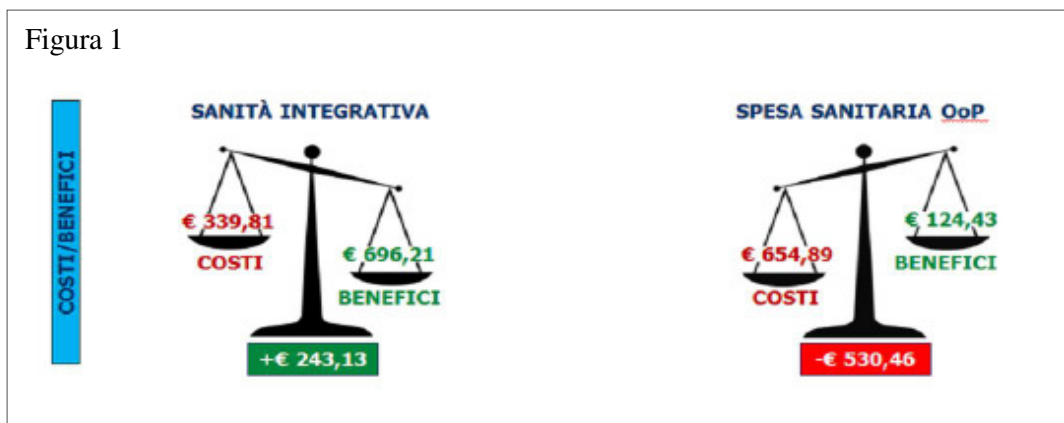 Figura 1
COSTI/BENEFICI
SANITÀ INTEGRATIVA
€ 339,81
COSTI
€ 696,21
BENEFICI
+€ 243,13
SPESA SANITARIA OoP
€ 654,89
COSTI
€ 124,43
BENEFICI
-€ 530,46